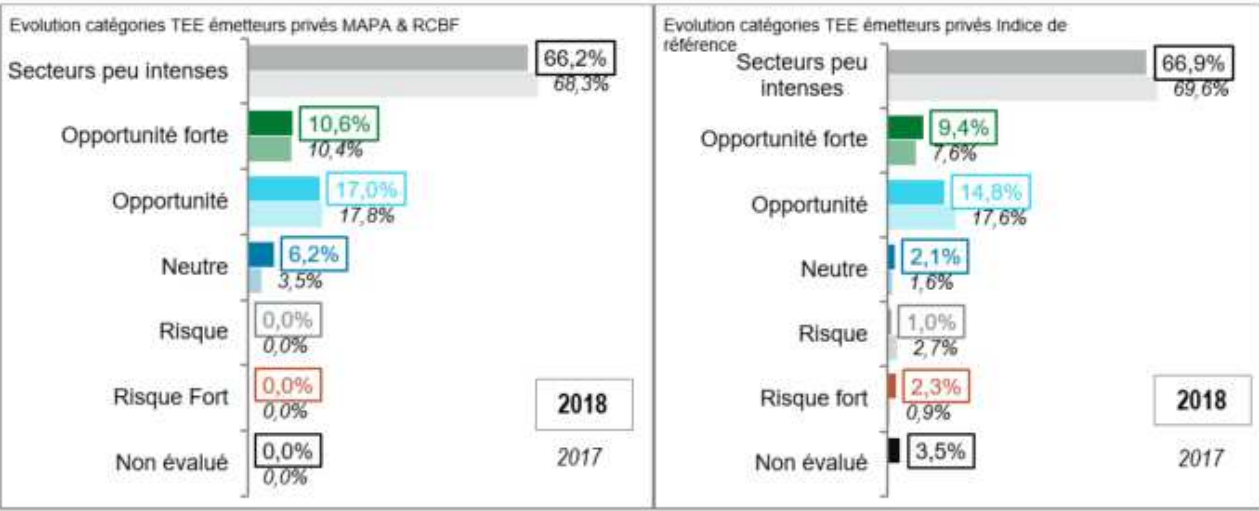 Evolution catégories TEE émetteurs privés MAPA & RCBF
Secteurs peu intenses
66,2%
68,3%
Opportunité forte
10,6%
10,4%
Opportunité
17,0%
17,8%
Neutre
6,2%
3,5%
Risque
0,0%
0,0%
Risque Fort
0,0%
0,0%
Non évalué
0,0%
0,0%
2018
2017
Evolution catégories TEE émetteurs privés Indice de
référence
Secteurs peu
intenses
66,9%
69,6%
Opportunité forte
9,4%
7,6%
Opportunité
14,8%
17,6%
Neutre
2,1%
1,6%
Risque
1,0%
2,7%
Risque fort
2,3%
0,9%
Non évalué
3,5%
2018
2017